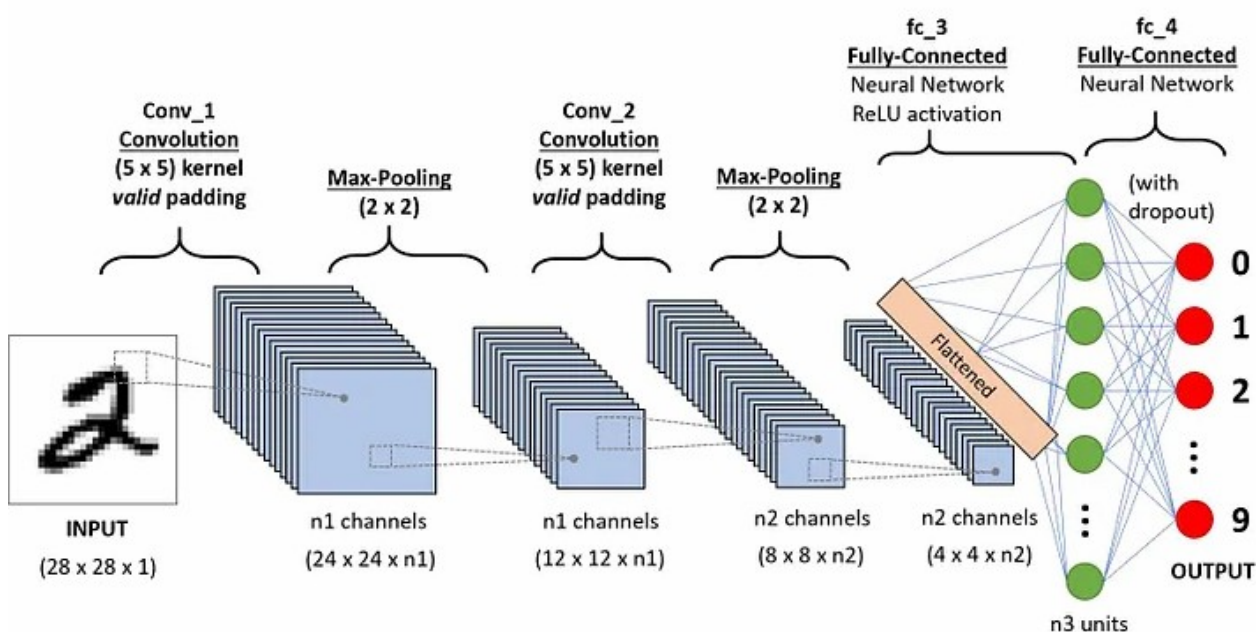 Conv_1
Convolution
(5 x 5) kernel
valid padding
Max-Pooling
(2 x 2)
Conv_2
Convolution
(5 x 5) kernel
valid padding
Max-Pooling
(2 x 2)
fc_3
Fully-Connected
Neural Network
ReLU activation
fc_4
Fully-Connected
Neural Network
(with
dropout)
Flattened
0
1
2
9
2
INPUT
(28 x 28 x 1)
n1 channels
(24 x 24 x n1)
n1 channels
(12 x 12 x n1)
n2 channels
(8 x 8 x n2)
n2 channels
(4 x 4 x n2)
n3 units
OUTPUT